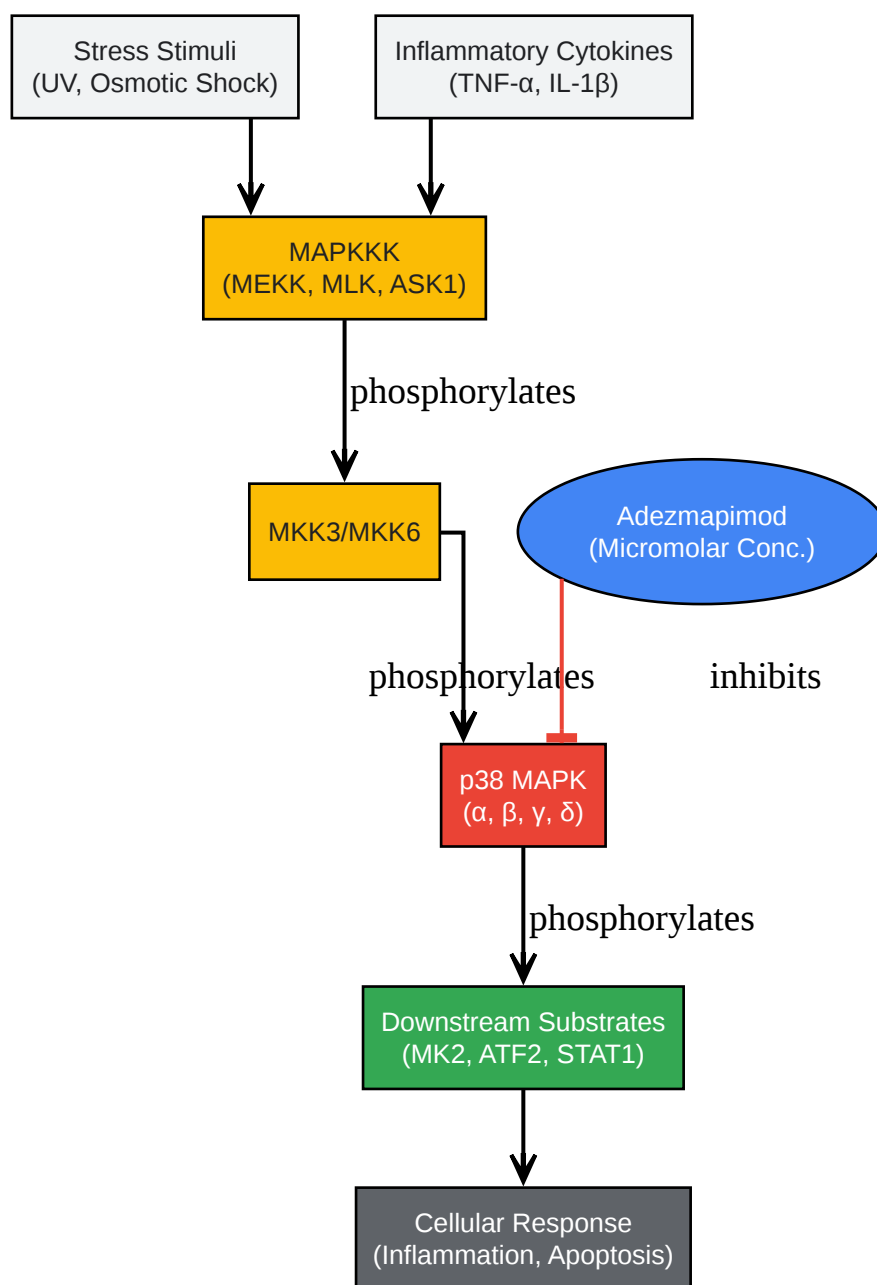 Stress Stimuli
(UV, Osmotic Shock)
Inflammatory Cytokines
(TNF-α, IL-1β)
MAPKKK
(MEKK, MLK, ASK1)
phosphorylates
MKK3/MKK6
Adezmapimod
(Micromolar Conc.)
phosphorylates
inhibits
p38 MAPK
(α, β, γ, δ)
phosphorylates
Downstream Substrates
(MK2, ATF2, STAT1)
Cellular Response
(Inflammation, Apoptosis)